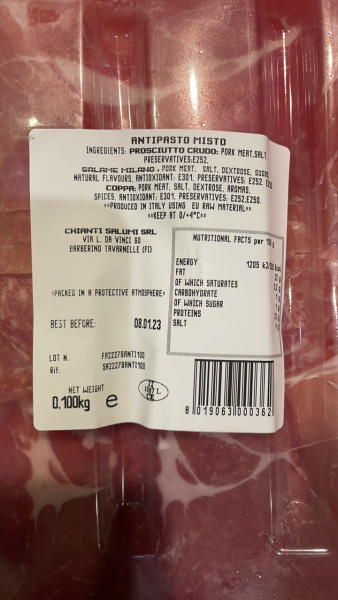 ANTIPASTO MISTO
INGREDIENTS: PROSCIUTTO CRUDO: PORK MEAT, SALT,
PRESERVATIVES:E252,
SALAME MILANO: PORK MEAT, SALT, DEXTROSE, SUGAR,
NATURAL FLAVOURS, ANTIOXIDANT: E301, PRESERVATIVES: E252,
COPPA: PORK MEAT, SALT, DEXTROSE, AROMAS,
SPICES, ANTIOXIDANT: E301, PRESERVATIVES: E252,E250.
**PRODUCED IN ITALY USING EU RAW MATERIAL**
**KEEP AT 0/+4°C**
CHIANTI SALUMI SRL
VIA L. DA VINCI 60
BARBERINO TAVARNELLE (FI)
*PACKED IN A PROTECTIVE ATMOSPHERE*
BEST BEFORE: 08.01.23
LOT N. FA22278ANTI100
Rif. SA22278ANTI100
NET WEIGHT
0,100kg e
IT
L
CE
NUTRITIONAL FACTS per
ENERGY 1205
FAT
OF WHICH SATURATES
CARBOHYDRATE
OF WHICH SUGAR
PROTEINS
SALT
8 019063 000362